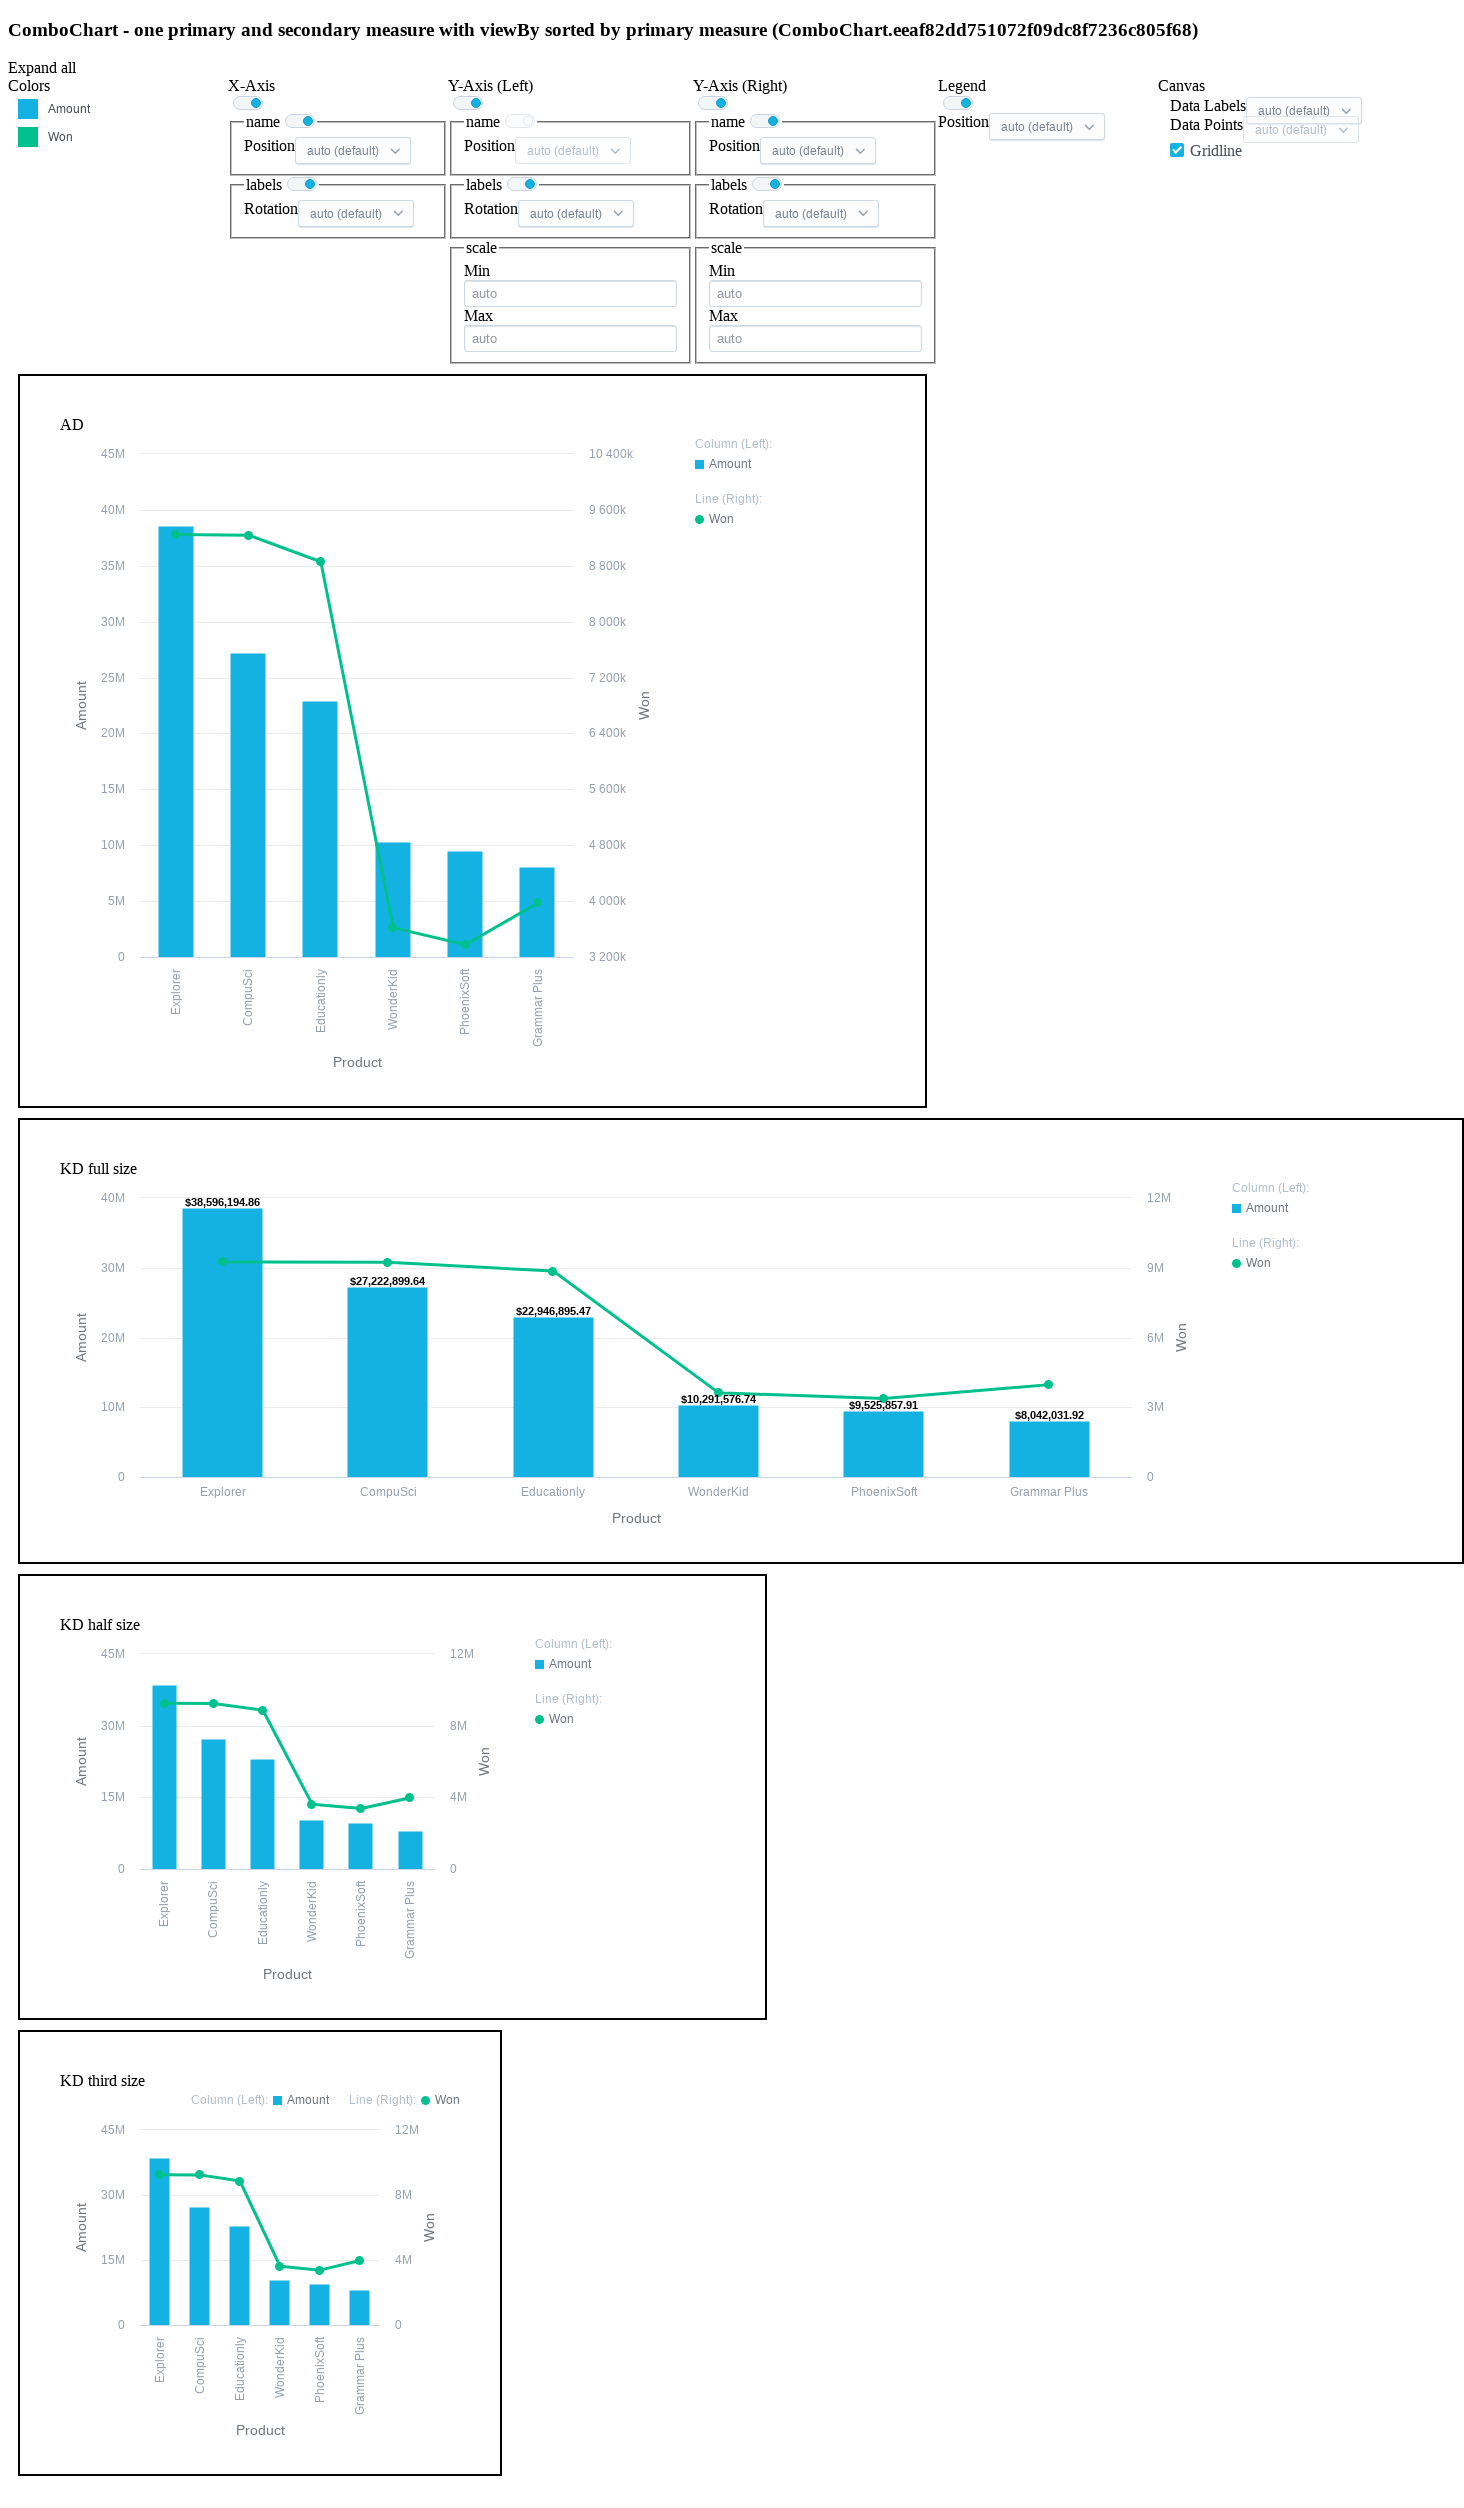 ComboChart - one primary and secondary measure with viewBy sorted by primary measure (ComboChart.eeaf82dd751072f09dc8f7236c805f68)
Expand all
Colors
Amount
Won
X-Axis
name
Position auto (default)
labels
Rotation auto (default)
Y-Axis (Left)
name
Position auto (default)
labels
Rotation auto (default)
scale
Min
auto
Max
auto
Y-Axis (Right)
name
Position auto (default)
labels
Rotation auto (default)
scale
Min
auto
Max
auto
Legend
Position auto (default)
Canvas
Data Labels auto (default)
Data Points auto (default)
Gridline
AD
Amount
45M
40M
35M
30M
25M
20M
15M
10M
5M
0
10 400k
9 600k
8 800k
8 000k
7 200k
6 400k
5 600k
4 800k
4 000k
3 200k
Won
Explorer
CompuSci
Educationly
WonderKid
PhoenixSoft
Grammar Plus
Product
Column (Left):
Amount
Line (Right):
Won
KD full size
Amount
40M
30M
20M
10M
0
$38,596,194.86
$27,222,899.64
$22,946,895.47
$10,291,576.74
$9,525,857.91
$8,042,031.92
12M
9M
6M
3M
0
Won
Explorer
CompuSci
Educationly
WonderKid
PhoenixSoft
Grammar Plus
Product
Column (Left):
Amount
Line (Right):
Won
KD half size
Amount
45M
30M
15M
0
12M
8M
4M
0
Won
Explorer
CompuSci
Educationly
WonderKid
PhoenixSoft
Grammar Plus
Product
Column (Left):
Amount
Line (Right):
Won
KD third size
Column (Left): Amount Line (Right): Won
Amount
45M
30M
15M
0
12M
8M
4M
0
Won
Explorer
CompuSci
Educationly
WonderKid
PhoenixSoft
Grammar Plus
Product